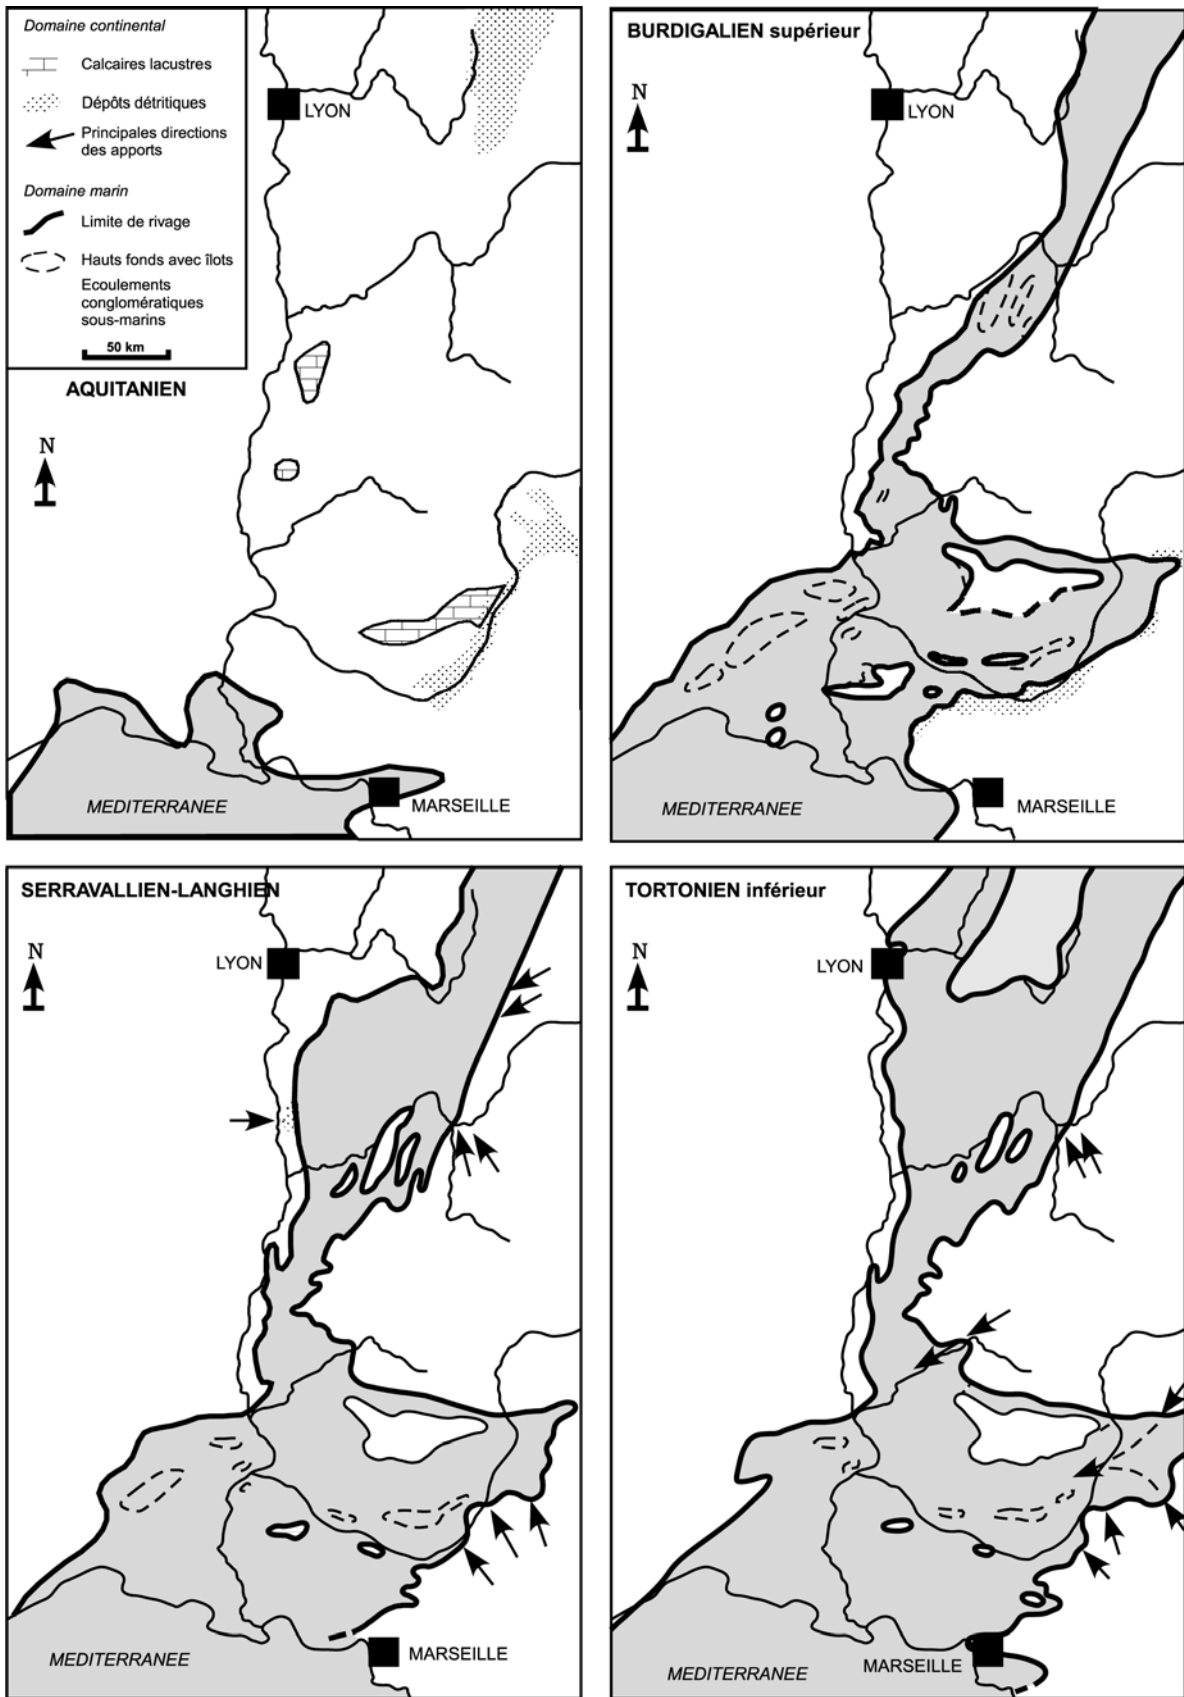 Domaine continental
Calcaires lacustres
Dépôts détritiques
Principales directions
des apports
Domaine marin
Limite de rivage
Hauts fonds avec îlots
Ecoulements
conglomératiques
sous-marins
50 km
AQUITANIEN
N
LYON
MEDITERRANEE
MARSEILLE
BURDIGALIEN supérieur
N
LYON
MEDITERRANEE
MARSEILLE
SERRAVALLIEN-LANGHIEN
N
LYON
MEDITERRANEE
MARSEILLE
TORTONIEN inférieur
N
LYON
MEDITERRANEE
MARSEILLE